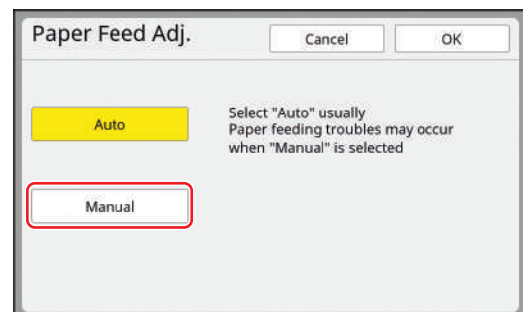 Paper Feed Adj.
Cancel
OK
Auto
Select "Auto" usually
Paper feeding troubles may occur
when "Manual" is selected
Manual